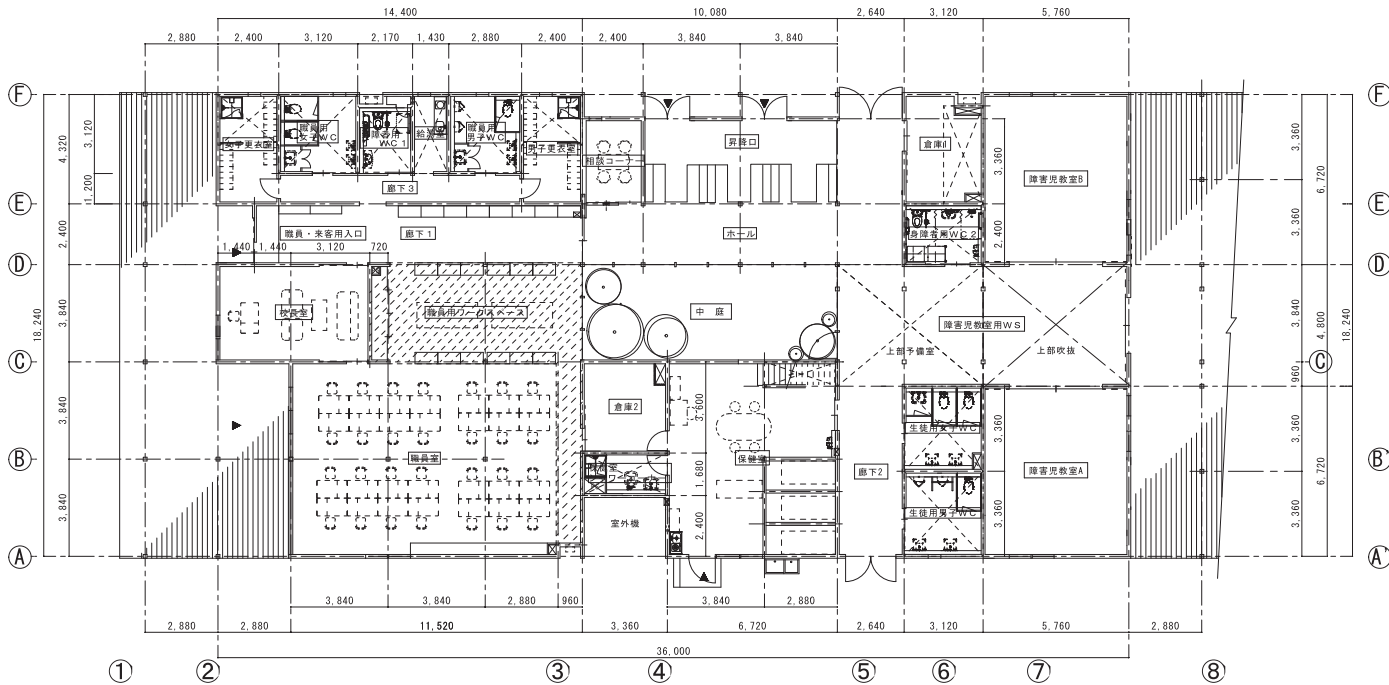 14,400
10,080
2,640
3,120
5,760
2,880
2,400
3,120
2,170
1,430
2,880
2,400
2,400
3,840
3,840
F
F
女子更衣室
職員用
女子WC
障害用
WC1
給湯室
職員用
男子WC
男子更衣室
相談コーナー
昇降口
倉庫1
障害児教室B
4,320
3,120
1,200
3,360
3,360
6,720
3,360
廊下3
E
E
職員・来客用入口
廊下1
ホール
身障者用WC2
2,400
2,400
1,440
1,440
3,120
720
D
D
校長室
職員用ワークスペース
中庭
障害児教室用WS
上部予備室
上部吹抜
18,240
3,840
3,840
4,800
18,240
960
C
C
倉庫2
3,600
生徒用女子WC
3,360
3,360
3,840
B
B
職員室
1,680
保健室
廊下2
障害児教室A
6,720
3,840
室外機
2,400
生徒用男子WC
3,360
3,360
A
A'
3,840
3,840
2,880
960
3,840
2,880
2,880
2,880
11,520
3,360
6,720
2,640
3,120
5,760
2,880
36,000
①
②
③
④
⑤
⑥
⑦
⑧